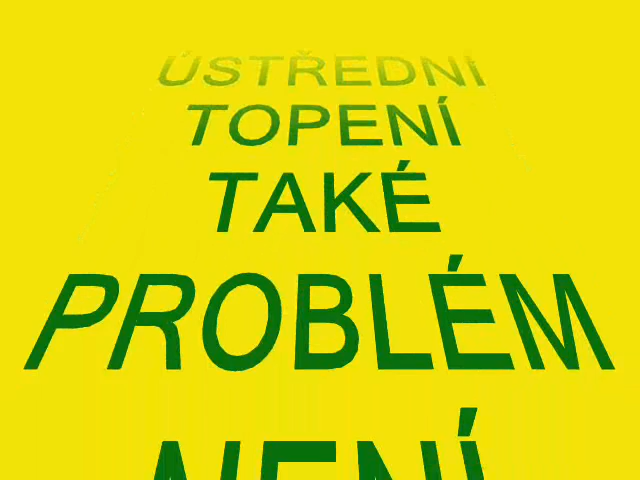 ÚSTŘEDNÍ
TOPENÍ
TAKÉ
PROBLÉM
NENÍ